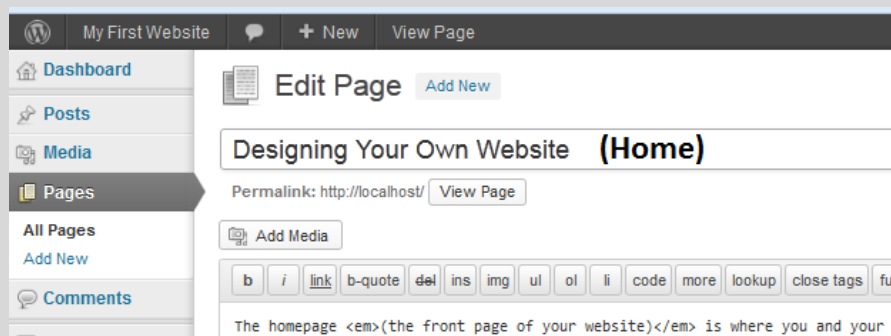 My First Website + New View Page
Dashboard
Edit Page Add New
Posts
Designing Your Own Website (Home)
Media
Pages
Permalink: http://localhost/ View Page
All Pages
Add Media
Add New
b i link b-quote del ins img ul ol li code more lookup close tags fu
Comments
The homepage <em>(the front page of your website)</em> is where you and your